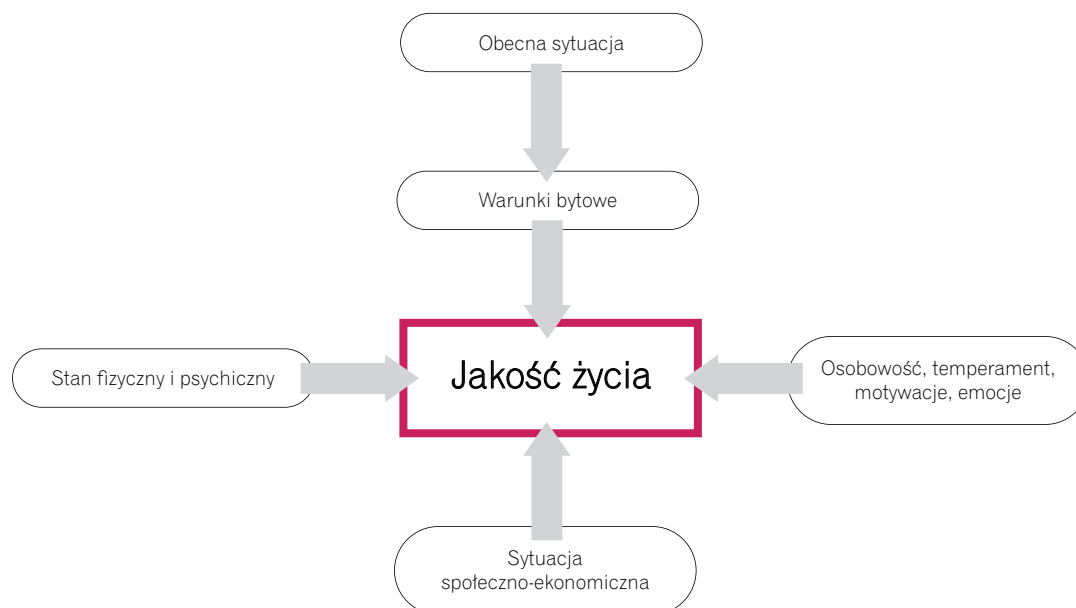 Obecna sytuacja
Warunki bytowe
Stan fizyczny i psychiczny
Jakość życia
Osobowość, temperament,
motywacje, emocje
Sytuacja
społeczno-ekonomiczna